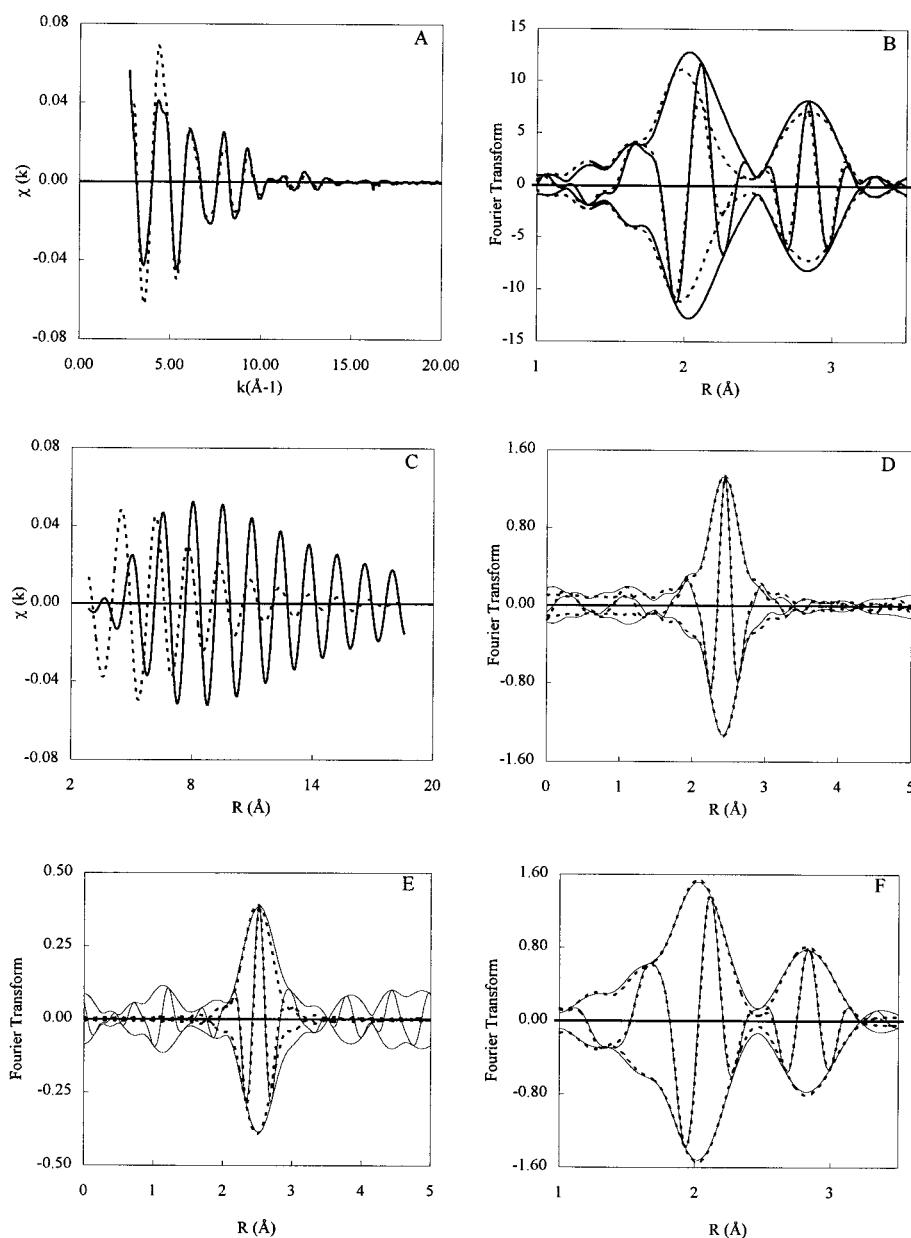 A
0.08
0.04
0.00
-0.04
-0.08
χ (k)
0.00 5.00 10.00 15.00 20.00
k(Å-1)
B
15
10
5
0
-5
-10
-15
Fourier Transform
1 2 3
R (Å)
C
0.08
0.04
0.00
-0.04
-0.08
χ (k)
2 8 14 20
R (Å)
D
1.60
0.80
0.00
-0.80
-1.60
Fourier Transform
0 1 2 3 4 5
R (Å)
E
0.50
0.25
0.00
-0.25
-0.50
Fourier Transform
0 1 2 3 4 5
R (Å)
F
1.60
0.80
0.00
-0.80
-1.60
Fourier Transform
1 2 3
R (Å)